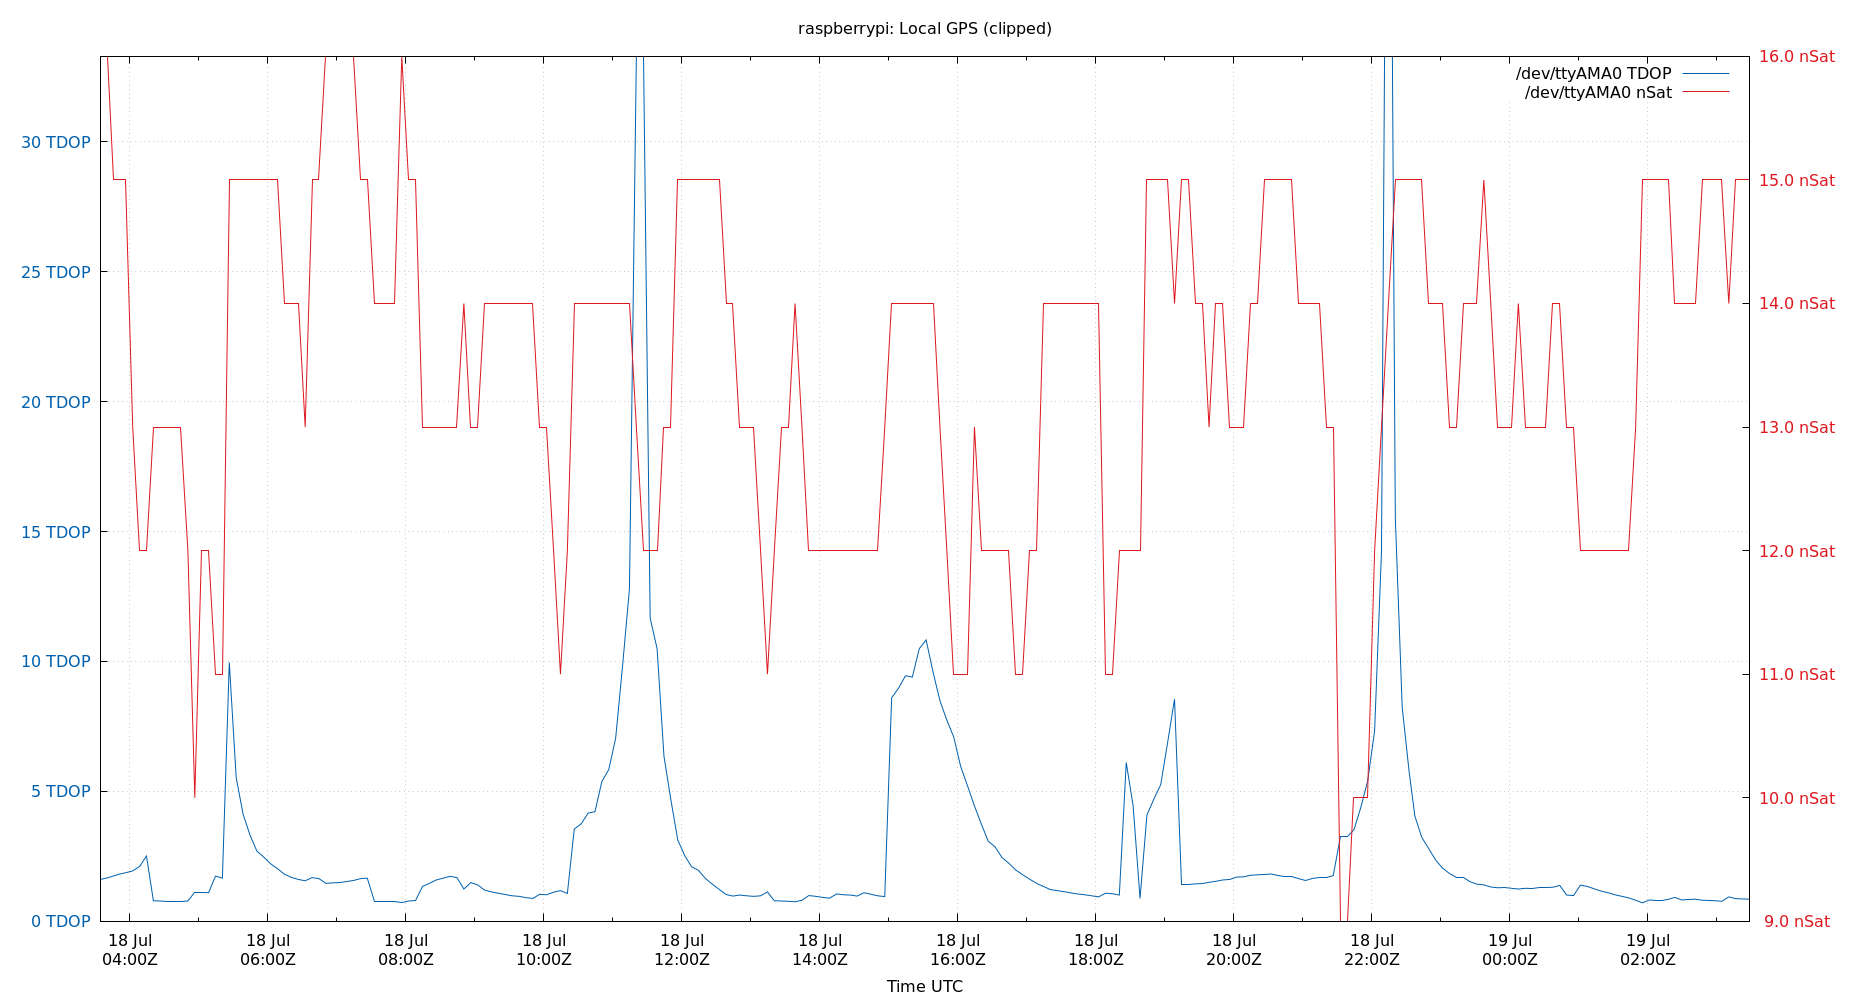 raspberrypi: Local GPS (clipped)
/dev/ttyAMA0 TDOP
/dev/ttyAMA0 nSat
30 TDOP
25 TDOP
20 TDOP
15 TDOP
10 TDOP
5 TDOP
0 TDOP
16.0 nSat
15.0 nSat
14.0 nSat
13.0 nSat
12.0 nSat
11.0 nSat
10.0 nSat
9.0 nSat
18 Jul
04:00Z
18 Jul
06:00Z
18 Jul
08:00Z
18 Jul
10:00Z
18 Jul
12:00Z
18 Jul
14:00Z
18 Jul
16:00Z
18 Jul
18:00Z
18 Jul
20:00Z
18 Jul
22:00Z
19 Jul
00:00Z
19 Jul
02:00Z
Time UTC